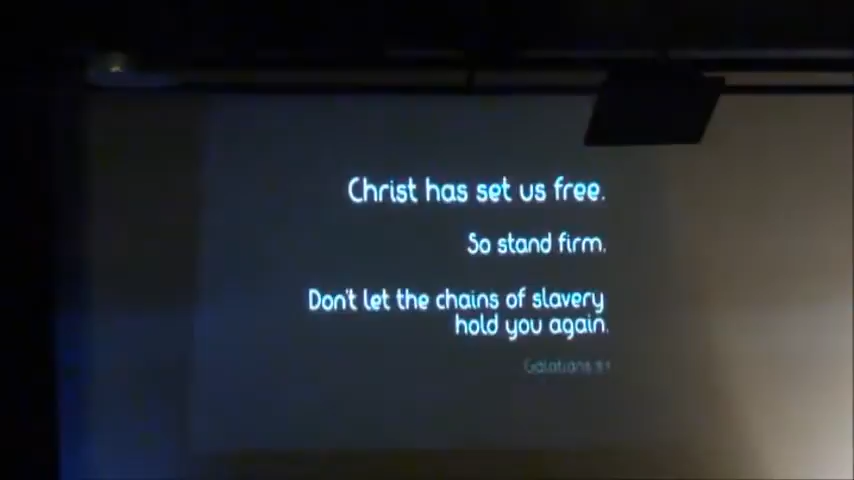 Christ has set us free.
So stand firm.
Don't let the chains of slavery
hold you again.
Galatians